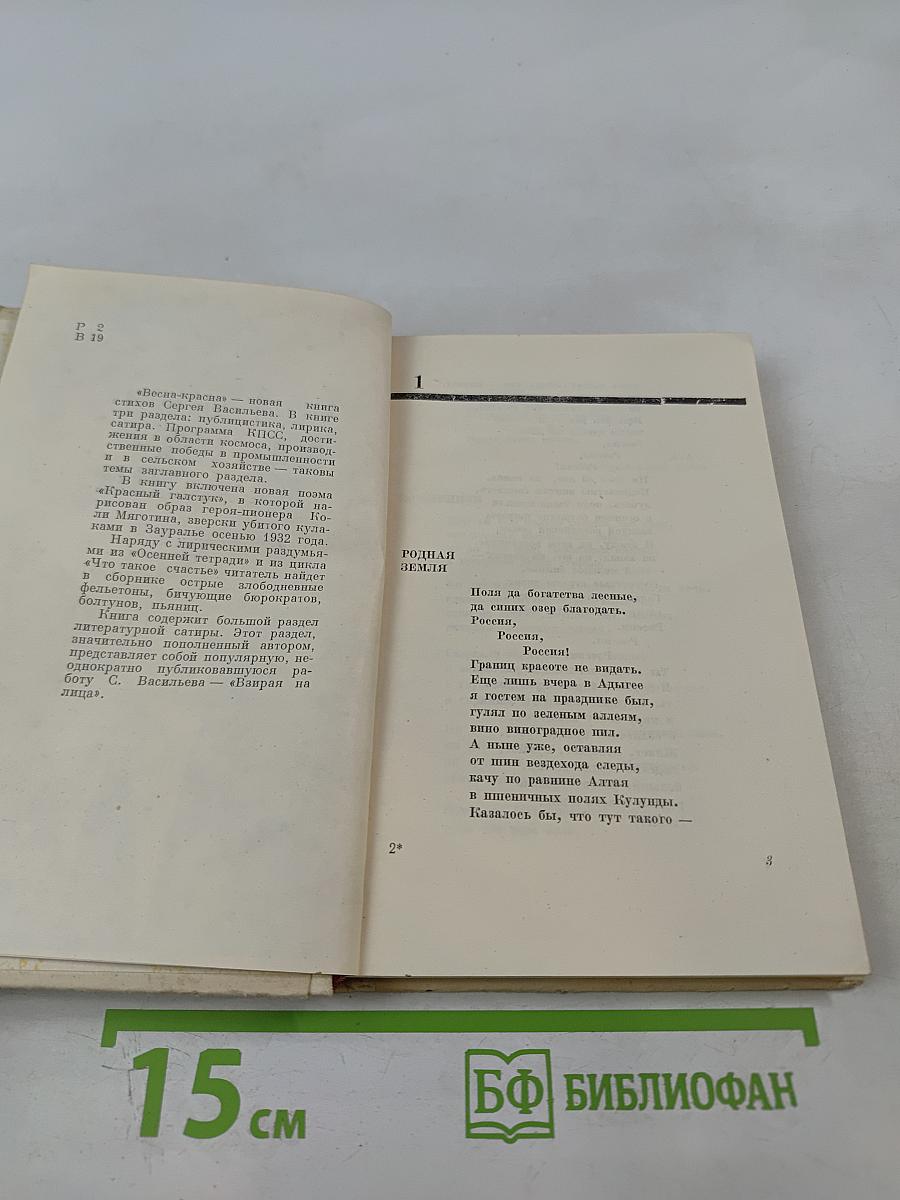 Р 2
В 19
«Весна-красна» — новая книга
стихов Сергея Васильева. В книге
три раздела: публицистика, лирика,
сатира. Программа КПСС, дости-
жения в области космоса, производ-
ственные победы в промышленности
и в сельском хозяйстве — таковы
темы заглавного раздела.
В книгу включена новая поэма
«Красный галстук», в которой на-
рисован образ героя-пионера Ко-
ли Мяготина, зверски убитого кула-
ками в Зауралье осенью 1932 года.
Наряду с лирическими раздумья-
ми из «Осенней тетради» и из цикла
«Что такое счастье» читатель найдет
в сборнике острые злободневные
фельетоны, бичующие бюрократов,
болтунов, пьяниц.
Книга содержит большой раздел
литературной сатиры. Этот раздел,
значительно пополненный автором,
представляет собой популярную, не-
однократно публиковавшуюся ра-
боту С. Васильева — «Взирая на
лица».
1
РОДНАЯ
ЗЕМЛЯ
Поля да богатства лесные,
да синих озер благодать.
Россия,
Россия,
Россия!
Границ красоте не видать.
Еще лишь вчера в Адыгее
я гостем на празднике был,
гулял по зеленым аллеям,
вино виноградное пил.
А ныне уже, оставляя
от шин вездехода следы,
качу по равнине Алтая
в пшеничных полях Кулунды.
Казалось бы, что тут такого —
2*
3
15 см
БФ БИБЛИОФАН